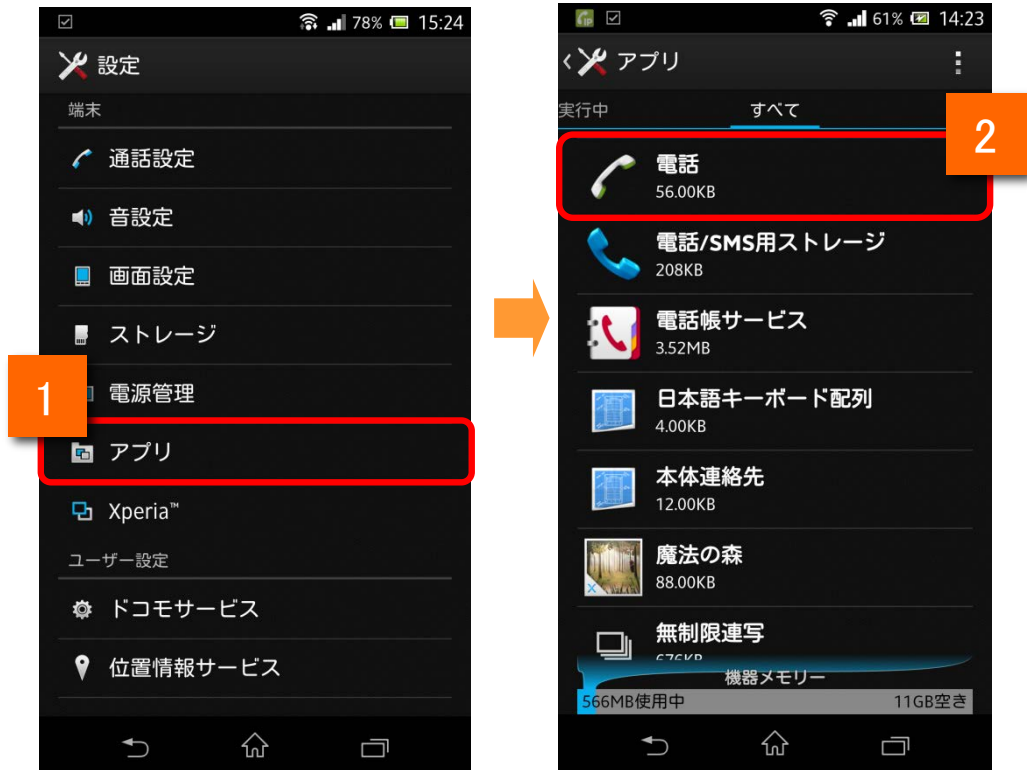 78% 15:24
設定
端末
通話設定
音設定
画面設定
ストレージ
1
電源管理
アプリ
Xperia™
ユーザー設定
ドコモサービス
位置情報サービス
IP 61% 14:23
アプリ
実行中 すべて
2
電話
56.00KB
電話/SMS用ストレージ
208KB
電話帳サービス
3.52MB
日本語キーボード配列
4.00KB
本体連絡先
12.00KB
魔法の森
88.00KB
無制限連写
676KB
機器メモリー
566MB使用中 11GB空き